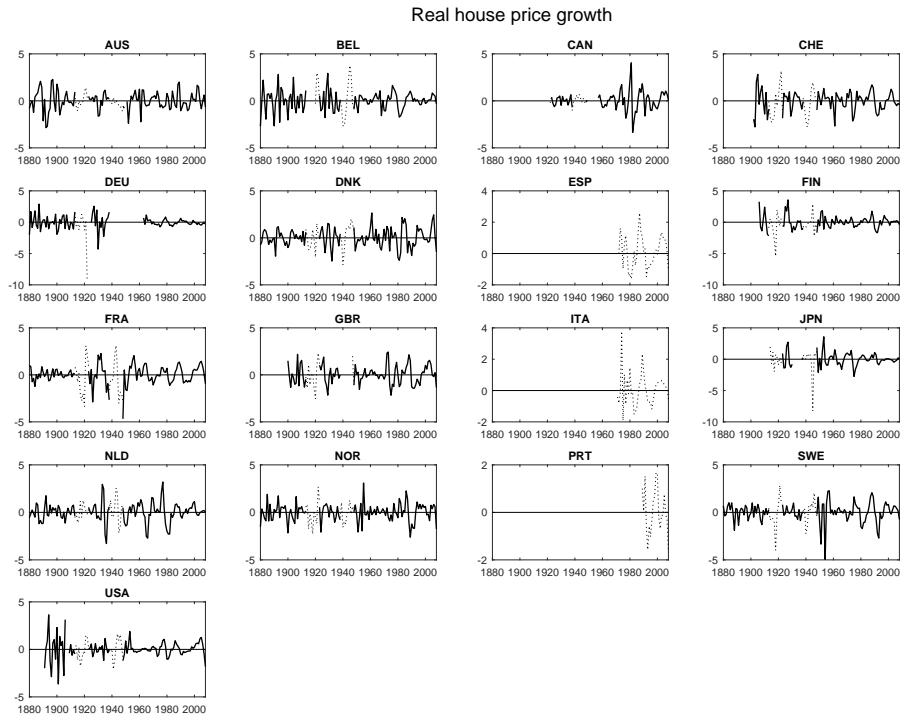 Real house price growth
AUS BEL CAN CHE
5 5 5 5
0 0 0 0
-5 -5 -5 -5
1880 1900 1920 1940 1960 1980 2000 1880 1900 1920 1940 1960 1980 2000 1880 1900 1920 1940 1960 1980 2000 1880 1900 1920 1940 1960 1980 2000
DEU DNK ESP FIN
5 5 4 5
0 2 0
0
-5 0 -5
-10 -5 -2 -10
1880 1900 1920 1940 1960 1980 2000 1880 1900 1920 1940 1960 1980 2000 1880 1900 1920 1940 1960 1980 2000 1880 1900 1920 1940 1960 1980 2000
FRA GBR ITA JPN
5 5 4 5
2 0
0 0
0 -5
-5 -5 -2 -10
1880 1900 1920 1940 1960 1980 2000 1880 1900 1920 1940 1960 1980 2000 1880 1900 1920 1940 1960 1980 2000 1880 1900 1920 1940 1960 1980 2000
NLD NOR PRT SWE
5 5 2 5
0 0 0 0
-5 -5 -2 -5
1880 1900 1920 1940 1960 1980 2000 1880 1900 1920 1940 1960 1980 2000 1880 1900 1920 1940 1960 1980 2000 1880 1900 1920 1940 1960 1980 2000
USA
5
0
-5
1880 1900 1920 1940 1960 1980 2000